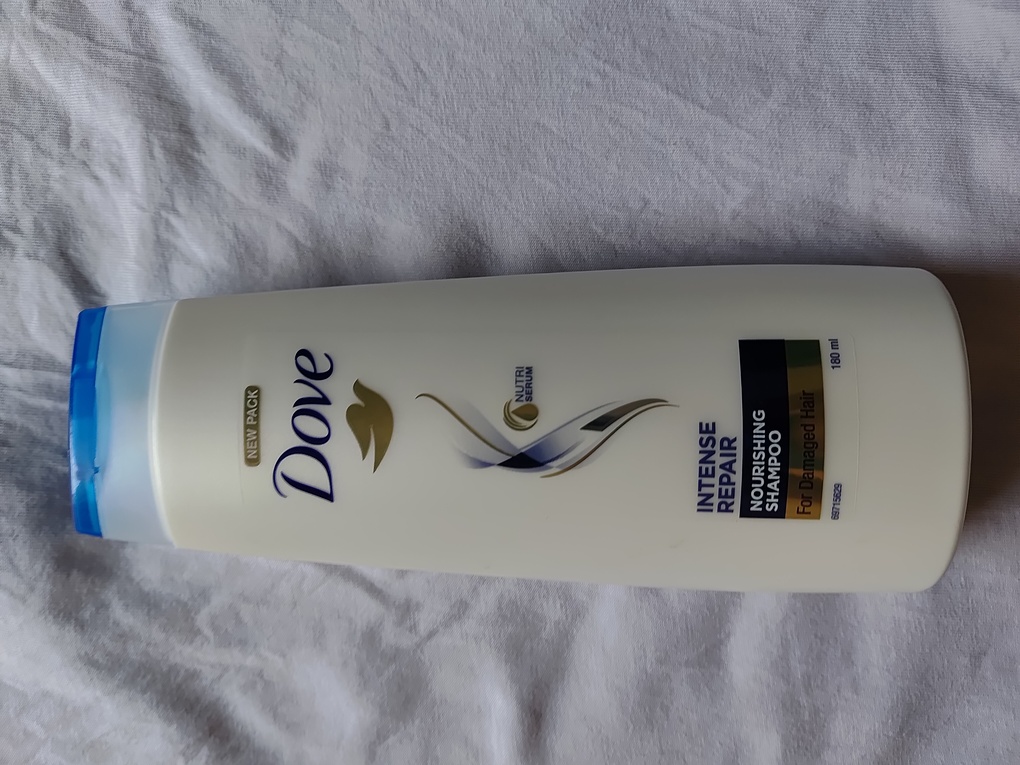 NEW PACK
Dove
NUTRI
SERUM
INTENSE
REPAIR
NOURISHING
SHAMPOO
For Damaged Hair
69715629 180 ml